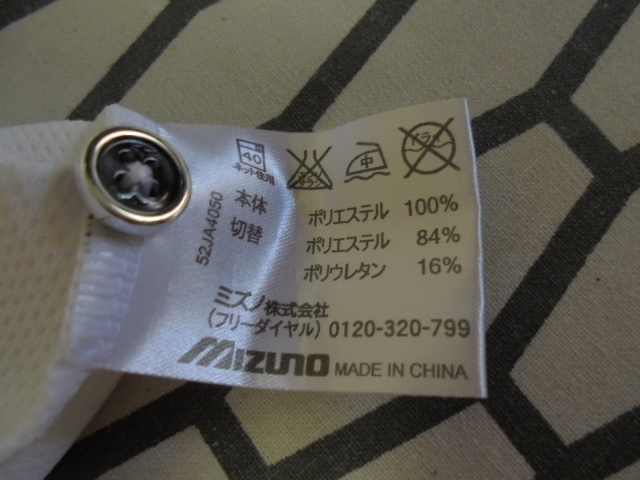 40
ネット使用
中
ドライ
52JA4050
本体 ポリエステル 100%
切替 ポリエステル 84%
ポリウレタン 16%
ミズノ株式会社
(フリーダイヤル) 0120-320-799
MIZUNO MADE IN CHINA